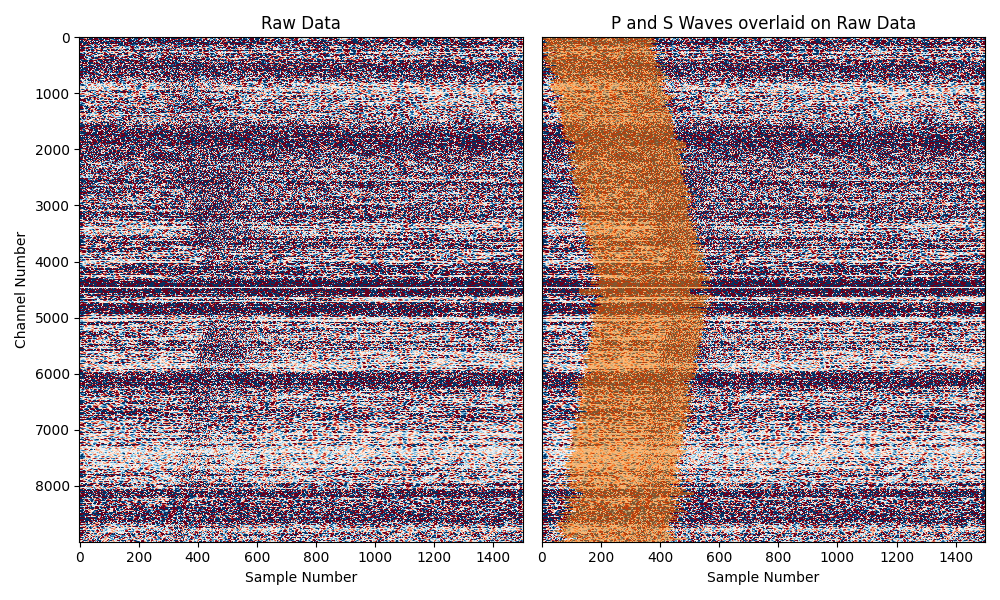 Raw Data
P and S Waves overlaid on Raw Data
Channel Number
0
1000
2000
3000
4000
5000
6000
7000
8000
0 200 400 600 800 1000 1200 1400
0 200 400 600 800 1000 1200 1400
Sample Number
Sample Number